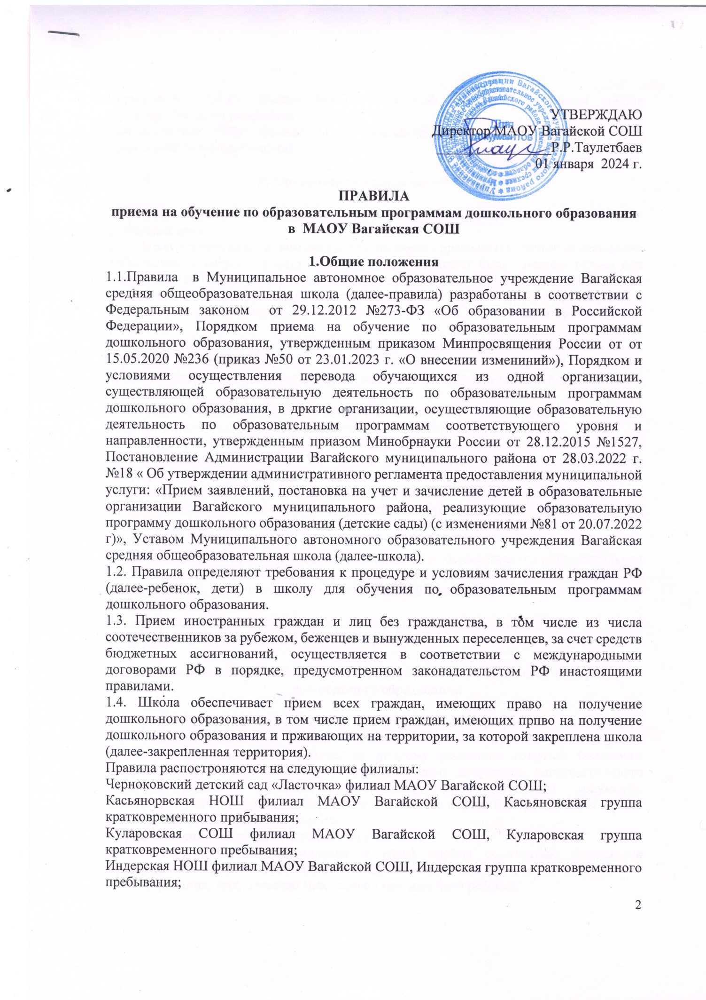 УТВЕРЖДАЮ
Директор МАОУ Вагайской СОШ
Для
документов
Р.Р.Таулетбаев
01 января 2024 г.
ПРАВИЛА
приема на обучение по образовательным программам дошкольного образования
в МАОУ Вагайская СОШ
1.Общие положения
1.1.Правила в Муниципальное автономное образовательное учреждение Вагайская
средняя общеобразовательная школа (далее-правила) разработаны в соответствии с
Федеральным законом от 29.12.2012 №273-ФЗ «Об образовании в Российской
Федерации», Порядком приема на обучение по образовательным программам
дошкольного образования, утвержденным приказом Минпросвящения России от от
15.05.2020 №236 (приказ №50 от 23.01.2023 г. «О внесении измениний»), Порядком и
условиями осуществления перевода обучающихся из одной организации,
существляющей образовательную деятельность по образовательным программам
дошкольного образования, в дркгие организации, осуществляющие образовательную
деятельность по образовательным программам соответствующего уровня и
направленности, утвержденным приазом Минобрнауки России от 28.12.2015 №1527,
Постановление Администрации Вагайского муниципального района от 28.03.2022 г.
№18 « Об утверждении административного регламента предоставления муниципальной
услуги: «Прием заявлений, постановка на учет и зачисление детей в образовательные
организации Вагайского муниципального района, реализующие образовательную
программу дошкольного образования (детские сады) (с изменениями №81 от 20.07.2022
г)», Уставом Муниципального автономного образовательного учреждения Вагайская
средняя общеобразовательная школа (далее-школа).
1.2. Правила определяют требования к процедуре и условиям зачисления граждан РФ
(далее-ребенок, дети) в школу для обучения по образовательным программам
дошкольного образования.
1.3. Прием иностранных граждан и лиц без гражданства, в том числе из числа
соотечественников за рубежом, беженцев и вынужденных переселенцев, за счет средств
бюджетных ассигнований, осуществляется в соответствии с международными
договорами РФ в порядке, предусмотренном законадательстом РФ инастоящими
правилами.
1.4. Школа обеспечивает прием всех граждан, имеющих право на получение
дошкольного образования, в том числе прием граждан, имеющих прпво на получение
дошкольного образования и прживающих на территории, за которой закреплена школа
(далее-закрепленная территория).
Правила распостроняются на следующие филиалы:
Черноковский детский сад «Ласточка» филиал МАОУ Вагайской СОШ;
Касьянорвская НОШ филиал МАОУ Вагайской СОШ, Касьяновская группа
кратковременного прибывания;
Куларовская СОШ филиал МАОУ Вагайской СОШ, Куларовская группа
кратковременного пребывания;
Индерская НОШ филиал МАОУ Вагайской СОШ, Индерская группа кратковременного
пребывания;
2